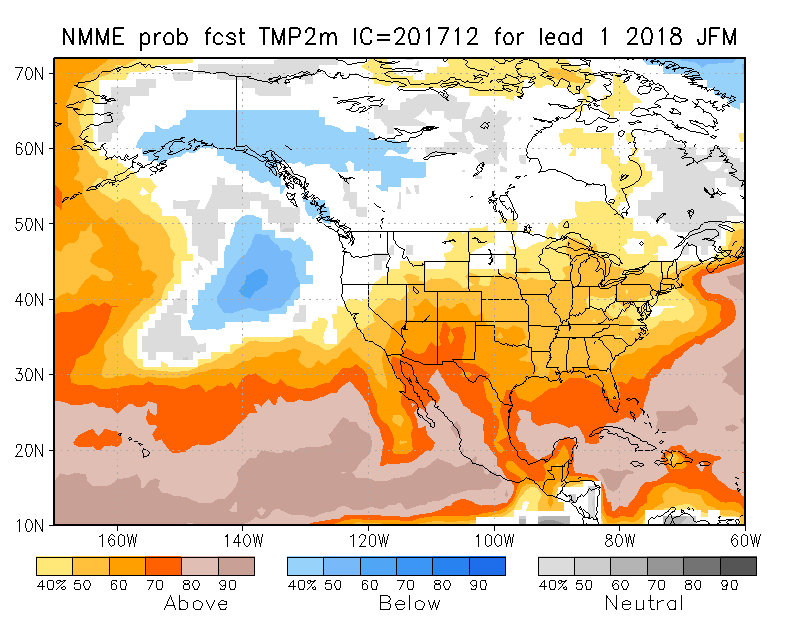 NMME prob fcst TMP2m IC=201712 for lead 1 2018 JFM
70N
60N
50N
40N
30N
20N
10N
160W 140W 120W 100W 80W 60W
40% 50 60 70 80 90 40% 50 60 70 80 90 40% 50 60 70 80 90
Above Below Neutral